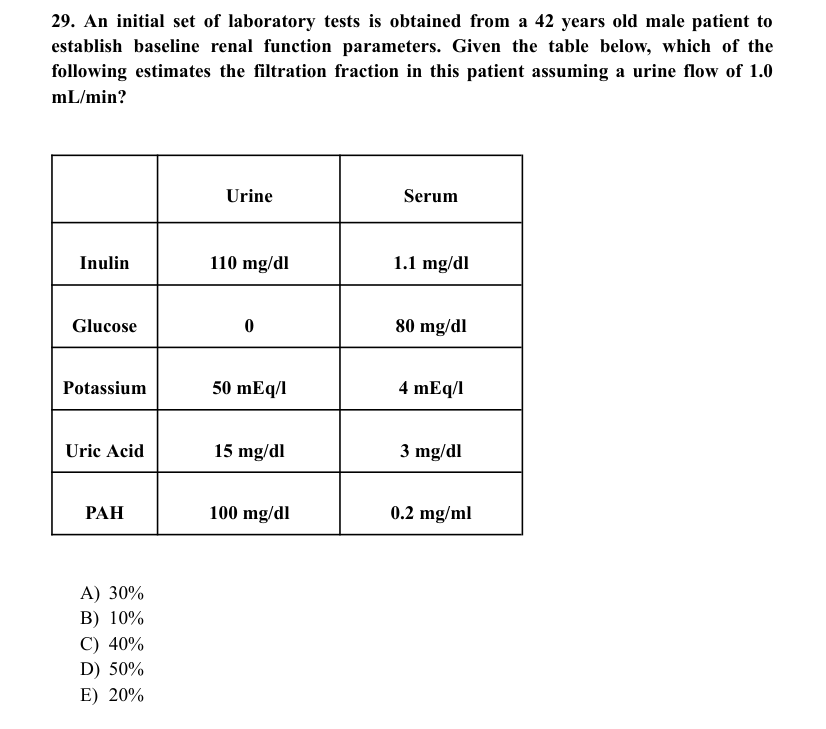 29. An initial set of laboratory tests is obtained from a 42 years old male patient to
establish baseline renal function parameters. Given the table below, which of the
following estimates the filtration fraction in this patient assuming a urine flow of 1.0
mL/min?
Urine Serum
Inulin 110 mg/dl 1.1 mg/dl
Glucose 0 80 mg/dl
Potassium 50 mEq/l 4 mEq/l
Uric Acid 15 mg/dl 3 mg/dl
PAH 100 mg/dl 0.2 mg/ml
A) 30%
B) 10%
C) 40%
D) 50%
E) 20%